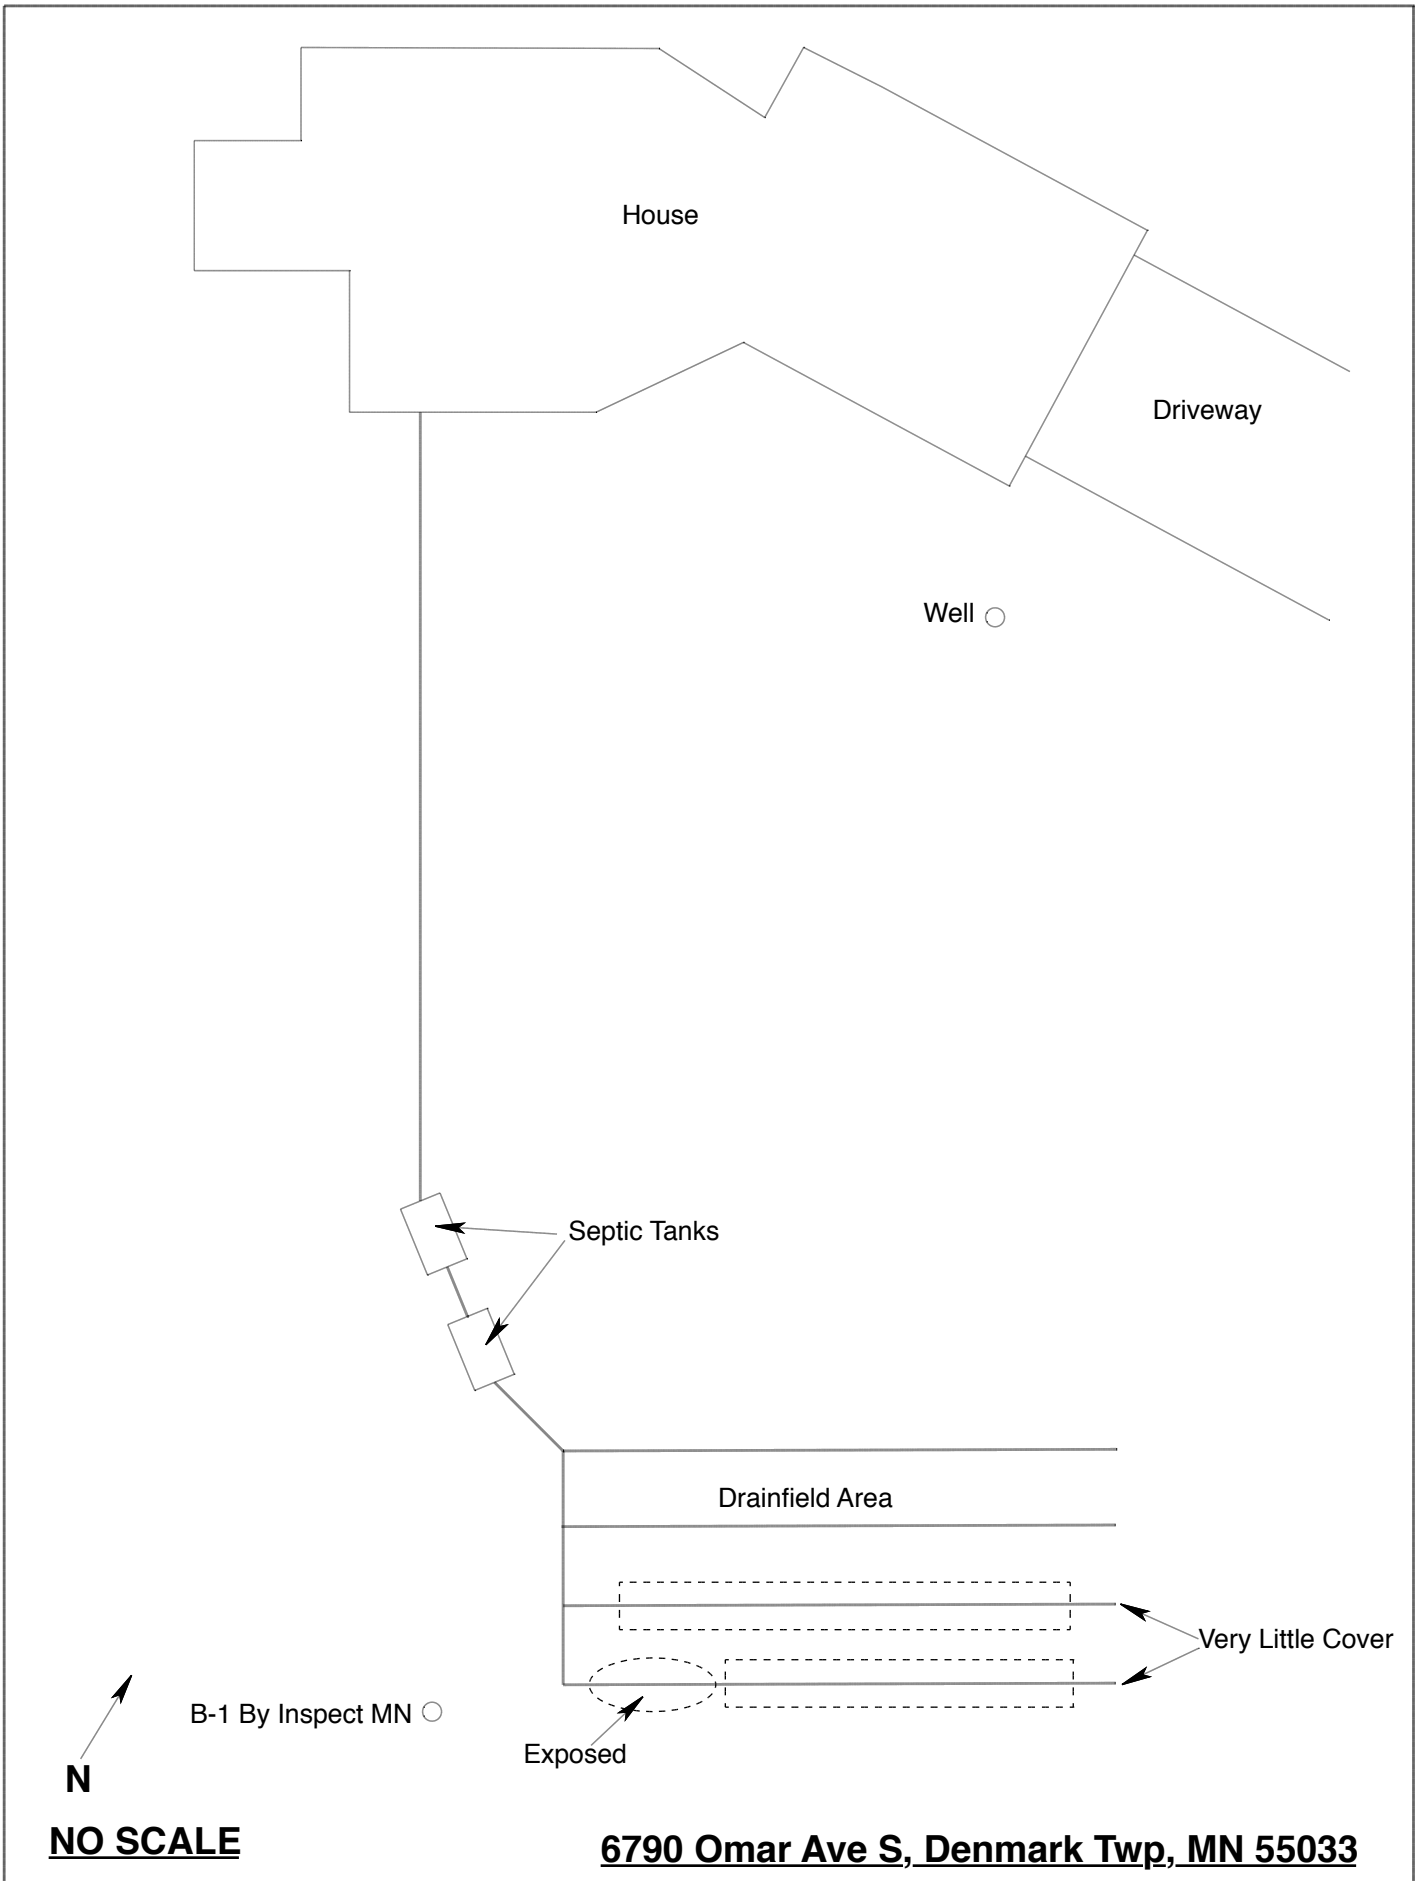 House
Driveway
Well
Septic Tanks
Drainfield Area
Very Little Cover
B-1 By Inspect MN
Exposed
N
NO SCALE
6790 Omar Ave S, Denmark Twp, MN 55033